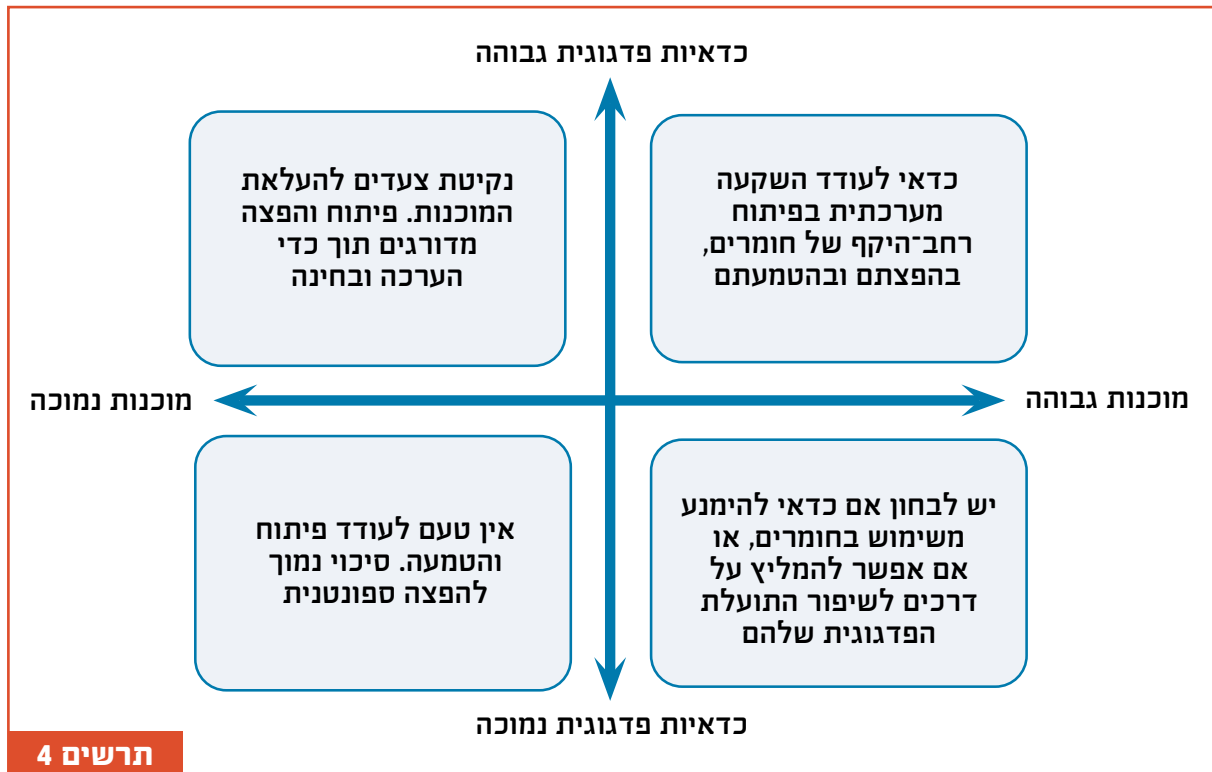 כדאיות פדגוגית גבוהה
כדאי לעודד השקעה
מערכתית בפיתוח
רחב־היקף של חומרים,
בהפצתם ובהטמעתם
נקיטת צעדים להעלאת
המוכנות. פיתוח והפצה
מדורגים תוך כדי
הערכה ובחינה
מוכנות גבוהה
מוכנות נמוכה
יש לבחון אם כדאי להימנע
משימוש בחומרים, או
אם אפשר להמליץ על
דרכים לשיפור התועלת
הפדגוגית שלהם
אין טעם לעודד פיתוח
והטמעה. סיכוי נמוך
להפצה ספונטנית
כדאיות פדגוגית נמוכה
תרשים 4